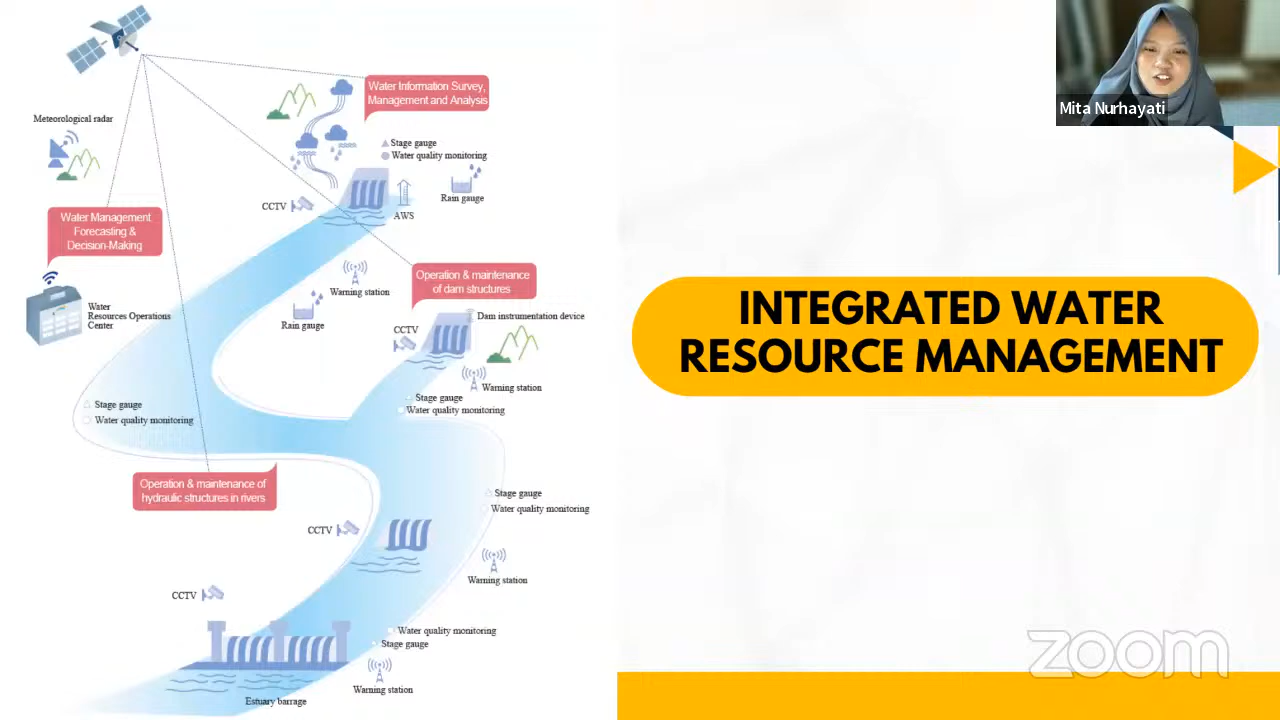 Water Information Survey,
Management and Analysis
Meteorological radar
Stage gauge
Water quality monitoring
CCTV
AWS
Rain gauge
Water Management
Forecasting &
Decision-Making
Warning station
Operation & maintenance
of dam structures
Water
Resources Operations
Center
Rain gauge
CCTV
Dam instrumentation device
Warning station
Stage gauge
Water quality monitoring
Stage gauge
Water quality monitoring
Operation & maintenance of
hydraulic structures in rivers
Stage gauge
Water quality monitoring
CCTV
Warning station
CCTV
Water quality monitoring
Stage gauge
Warning station
Estuary barrage
INTEGRATED WATER
RESOURCE MANAGEMENT
Mita Nurhayati
zoom